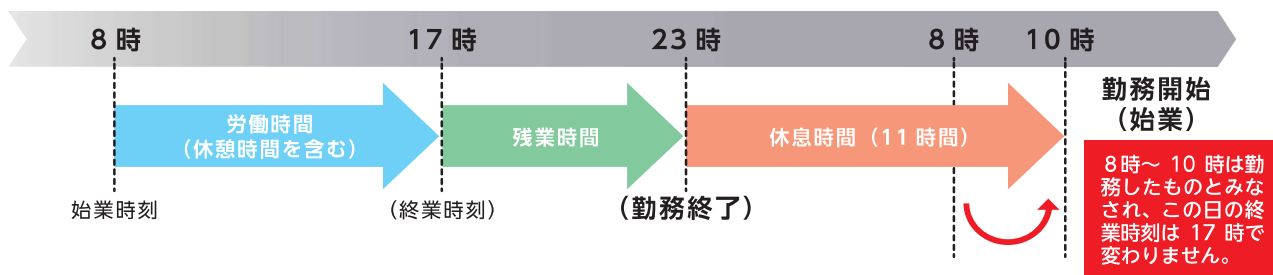 8時
17時
23時
8時
10時
労働時間
（休憩時間を含む）
残業時間
休息時間（11時間）
勤務開始
（始業）
始業時刻
（終業時刻）
（勤務終了）
8時～ 10 時は勤
務したものとみな
され、この日の終
業時刻は 17 時で
変わりません。